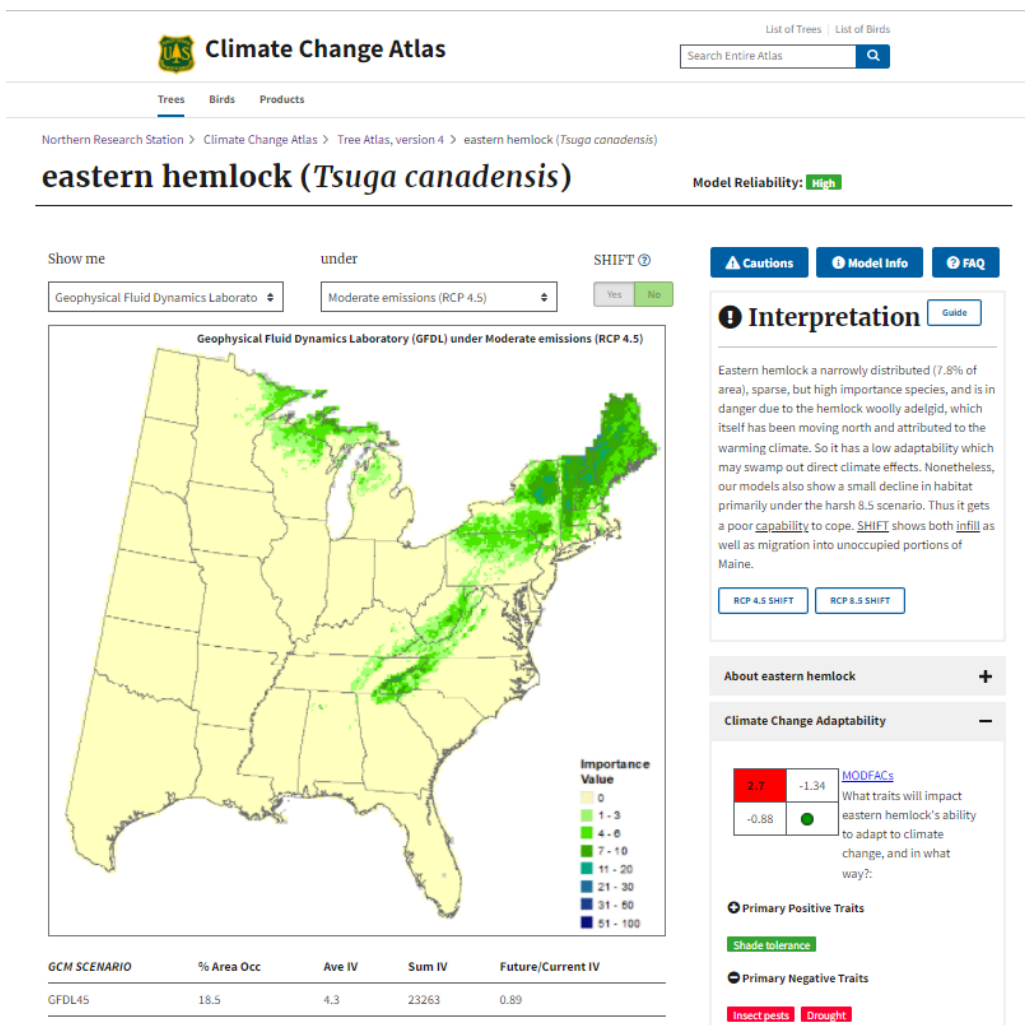 List of Trees | List of Birds
Climate Change Atlas
Search Entire Atlas
Trees Birds Products
Northern Research Station > Climate Change Atlas > Tree Atlas, version 4 > eastern hemlock (Tsuga canadensis)
eastern hemlock (Tsuga canadensis)
Model Reliability: High
Show me
under
SHIFT
Geophysical Fluid Dynamics Laborato
Moderate emissions (RCP 4.5)
Yes No
Geophysical Fluid Dynamics Laboratory (GFDL) under Moderate emissions (RCP 4.5)
Importance
Value
0
1 - 3
4 - 6
7 - 10
11 - 20
21 - 30
31 - 50
51 - 100
GCM SCENARIO % Area Occ Ave IV Sum IV Future/Current IV
GFDL45 18.5 4.3 23263 0.89
Cautions Model Info FAQ
Interpretation Guide
Eastern hemlock a narrowly distributed (7.8% of
area), sparse, but high importance species, and is in
danger due to the hemlock woolly adelgid, which
itself has been moving north and attributed to the
warming climate. So it has a low adaptability which
may swamp out direct climate effects. Nonetheless,
our models also show a small decline in habitat
primarily under the harsh 8.5 scenario. Thus it gets
a poor capability to cope. SHIFT shows both infill as
well as migration into unoccupied portions of
Maine.
RCP 4.5 SHIFT RCP 8.5 SHIFT
About eastern hemlock
Climate Change Adaptability
2.7 -1.34
-0.88
MODFACs
What traits will impact
eastern hemlock's ability
to adapt to climate
change, and in what
way?:
Primary Positive Traits
Shade tolerance
Primary Negative Traits
Insect pests Drought